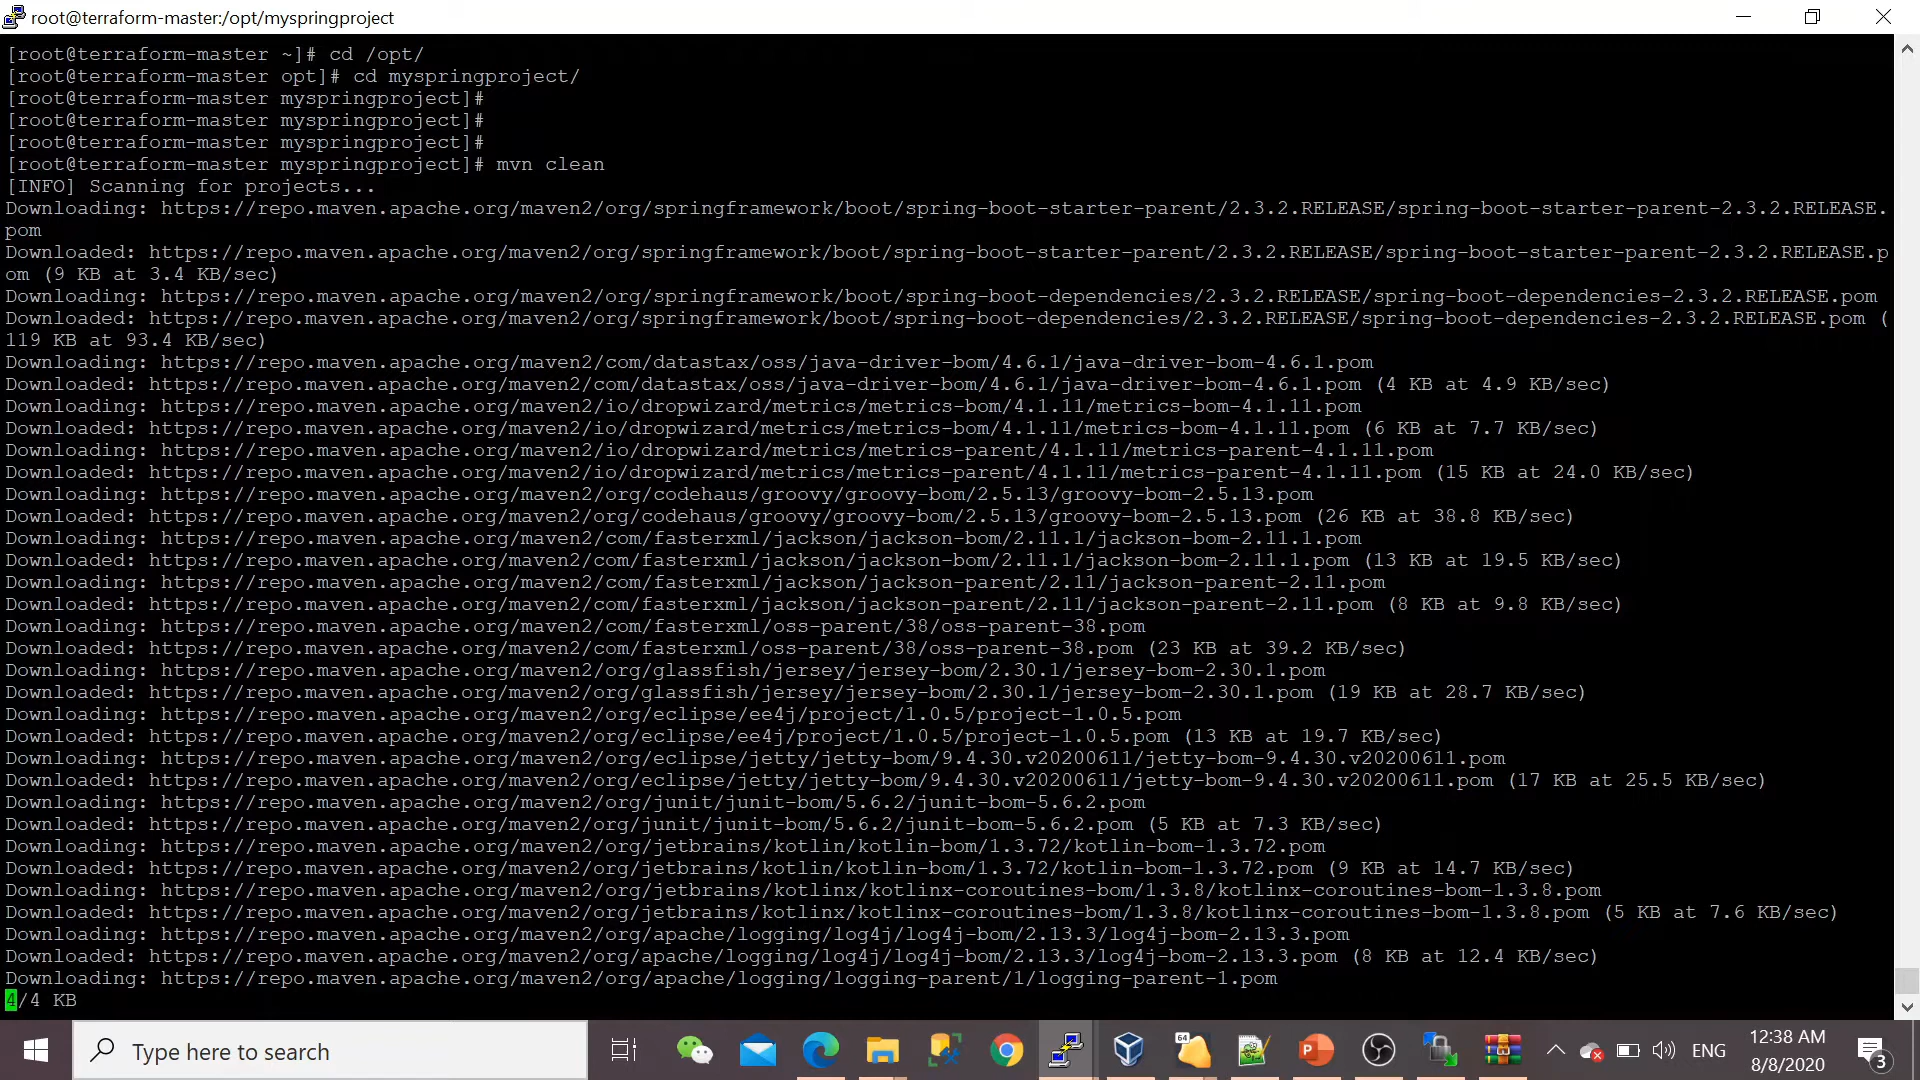 root@terraform-master:/opt/myspringproject
[root@terraform-master ~]# cd /opt/
[root@terraform-master opt]# cd myspringproject/
[root@terraform-master myspringproject]#
[root@terraform-master myspringproject]#
[root@terraform-master myspringproject]#
[root@terraform-master myspringproject]# mvn clean
[INFO] Scanning for projects...
Downloading: https://repo.maven.apache.org/maven2/org/springframework/boot/spring-boot-starter-parent/2.3.2.RELEASE/spring-boot-starter-parent-2.3.2.RELEASE.
pom
Downloaded: https://repo.maven.apache.org/maven2/org/springframework/boot/spring-boot-starter-parent/2.3.2.RELEASE/spring-boot-starter-parent-2.3.2.RELEASE.p
om (9 KB at 3.4 KB/sec)
Downloading: https://repo.maven.apache.org/maven2/org/springframework/boot/spring-boot-dependencies/2.3.2.RELEASE/spring-boot-dependencies-2.3.2.RELEASE.pom
Downloaded: https://repo.maven.apache.org/maven2/org/springframework/boot/spring-boot-dependencies/2.3.2.RELEASE/spring-boot-dependencies-2.3.2.RELEASE.pom (
119 KB at 93.4 KB/sec)
Downloading: https://repo.maven.apache.org/maven2/com/datastax/oss/java-driver-bom/4.6.1/java-driver-bom-4.6.1.pom
Downloaded: https://repo.maven.apache.org/maven2/com/datastax/oss/java-driver-bom/4.6.1/java-driver-bom-4.6.1.pom (4 KB at 4.9 KB/sec)
Downloading: https://repo.maven.apache.org/maven2/io/dropwizard/metrics/metrics-bom/4.1.11/metrics-bom-4.1.11.pom
Downloaded: https://repo.maven.apache.org/maven2/io/dropwizard/metrics/metrics-bom/4.1.11/metrics-bom-4.1.11.pom (6 KB at 7.7 KB/sec)
Downloading: https://repo.maven.apache.org/maven2/io/dropwizard/metrics/metrics-parent/4.1.11/metrics-parent-4.1.11.pom
Downloaded: https://repo.maven.apache.org/maven2/io/dropwizard/metrics/metrics-parent/4.1.11/metrics-parent-4.1.11.pom (15 KB at 24.0 KB/sec)
Downloading: https://repo.maven.apache.org/maven2/org/codehaus/groovy/groovy-bom/2.5.13/groovy-bom-2.5.13.pom
Downloaded: https://repo.maven.apache.org/maven2/org/codehaus/groovy/groovy-bom/2.5.13/groovy-bom-2.5.13.pom (26 KB at 38.8 KB/sec)
Downloading: https://repo.maven.apache.org/maven2/com/fasterxml/jackson/jackson-bom/2.11.1/jackson-bom-2.11.1.pom
Downloaded: https://repo.maven.apache.org/maven2/com/fasterxml/jackson/jackson-bom/2.11.1/jackson-bom-2.11.1.pom (13 KB at 19.5 KB/sec)
Downloading: https://repo.maven.apache.org/maven2/com/fasterxml/jackson/jackson-parent/2.11/jackson-parent-2.11.pom
Downloaded: https://repo.maven.apache.org/maven2/com/fasterxml/jackson/jackson-parent/2.11/jackson-parent-2.11.pom (8 KB at 9.8 KB/sec)
Downloading: https://repo.maven.apache.org/maven2/com/fasterxml/oss-parent/38/oss-parent-38.pom
Downloaded: https://repo.maven.apache.org/maven2/com/fasterxml/oss-parent/38/oss-parent-38.pom (23 KB at 39.2 KB/sec)
Downloading: https://repo.maven.apache.org/maven2/org/glassfish/jersey/jersey-bom/2.30.1/jersey-bom-2.30.1.pom
Downloaded: https://repo.maven.apache.org/maven2/org/glassfish/jersey/jersey-bom/2.30.1/jersey-bom-2.30.1.pom (19 KB at 28.7 KB/sec)
Downloading: https://repo.maven.apache.org/maven2/org/eclipse/ee4j/project/1.0.5/project-1.0.5.pom
Downloaded: https://repo.maven.apache.org/maven2/org/eclipse/ee4j/project/1.0.5/project-1.0.5.pom (13 KB at 19.7 KB/sec)
Downloading: https://repo.maven.apache.org/maven2/org/eclipse/jetty/jetty-bom/9.4.30.v20200611/jetty-bom-9.4.30.v20200611.pom
Downloaded: https://repo.maven.apache.org/maven2/org/eclipse/jetty/jetty-bom/9.4.30.v20200611/jetty-bom-9.4.30.v20200611.pom (17 KB at 25.5 KB/sec)
Downloading: https://repo.maven.apache.org/maven2/org/junit/junit-bom/5.6.2/junit-bom-5.6.2.pom
Downloaded: https://repo.maven.apache.org/maven2/org/junit/junit-bom/5.6.2/junit-bom-5.6.2.pom (5 KB at 7.3 KB/sec)
Downloading: https://repo.maven.apache.org/maven2/org/jetbrains/kotlin/kotlin-bom/1.3.72/kotlin-bom-1.3.72.pom
Downloaded: https://repo.maven.apache.org/maven2/org/jetbrains/kotlin/kotlin-bom/1.3.72/kotlin-bom-1.3.72.pom (9 KB at 14.7 KB/sec)
Downloading: https://repo.maven.apache.org/maven2/org/jetbrains/kotlinx/kotlinx-coroutines-bom/1.3.8/kotlinx-coroutines-bom-1.3.8.pom
Downloaded: https://repo.maven.apache.org/maven2/org/jetbrains/kotlinx/kotlinx-coroutines-bom/1.3.8/kotlinx-coroutines-bom-1.3.8.pom (5 KB at 7.6 KB/sec)
Downloading: https://repo.maven.apache.org/maven2/org/apache/logging/log4j/log4j-bom/2.13.3/log4j-bom-2.13.3.pom
Downloaded: https://repo.maven.apache.org/maven2/org/apache/logging/log4j/log4j-bom/2.13.3/log4j-bom-2.13.3.pom (8 KB at 12.4 KB/sec)
Downloading: https://repo.maven.apache.org/maven2/org/apache/logging/logging-parent/1/logging-parent-1.pom
4/4 KB
Type here to search
64
P
ENG
12:38 AM
8/8/2020
3